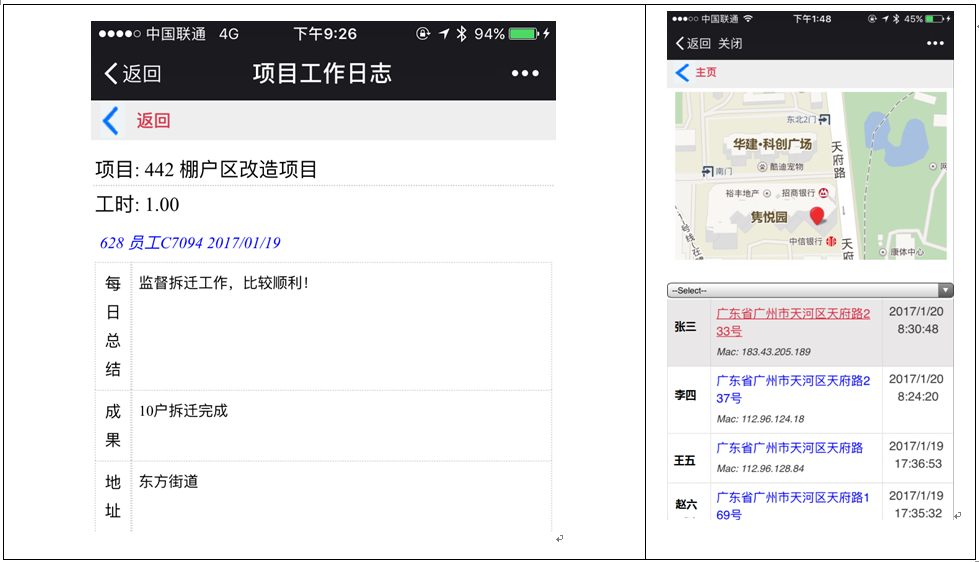 中国联通 4G 下午9:26 94%
返回 项目工作日志
返回
项目: 442 棚户区改造项目
工时: 1.00
628 员工C7094 2017/01/19
每日总结
监督拆迁工作，比较顺利！
成果
10户拆迁完成
地址
东方街道
中国联通 下午1:48 45%
返回 关闭
主页
东北2门
华建·科创广场
天府路
南门
酷迪宠物
裕丰地产
招商银行
隽悦园
中信银行
天府
康体中心
号线(在建
--Select--
张三
广东省广州市天河区天府路2
33号
Mac: 183.43.205.189
2017/1/20
8:30:48
李四
广东省广州市天河区天府路2
37号
Mac: 112.96.124.18
2017/1/20
8:24:20
王五
广东省广州市天河区天府路
Mac: 112.96.128.84
2017/1/19
17:36:53
赵六
广东省广州市天河区天府路1
69号
2017/1/19
17:35:32